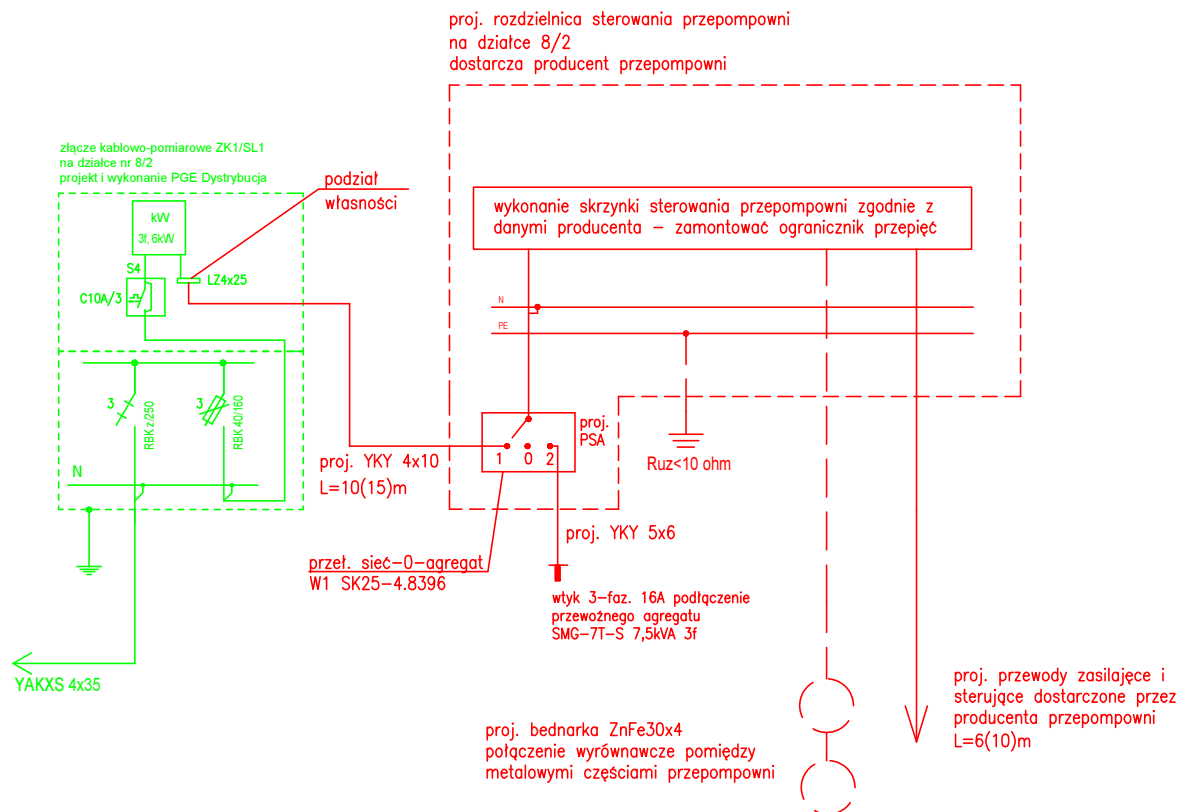 proj. rozdzielnica sterowania przepompowni
na działce 8/2
dostarcza producent przepompowni
złącze kablowo-pomiarowe ZK1/SL1
na działce nr 8/2
projekt i wykonanie PGE Dystrybucja
podział
własności
kW
3f, 6kW
wykonanie skrzynki sterowania przepompowni zgodnie z
danymi producenta – zamontować ogranicznik przepięć
S4
LZ4x25
C10A/3
N
PE
3
RBK z/250
3
RBK 40/160
proj.
PSA
1 0 2
N
proj. YKY 4x10
L=10(15)m
Ruz<10 ohm
proj. YKY 5x6
przeł. sieć–0–agregat
W1 SK25–4.8396
wtyk 3–faz. 16A podłączenie
przewoźnego agregatu
SMG–7T–S 7,5kVA 3f
YAKXS 4x35
proj. przewody zasilające i
sterujące dostarczone przez
producenta przepompowni
L=6(10)m
proj. bednarka ZnFe30x4
połączenie wyrównawcze pomiędzy
metalowymi częściami przepompowni